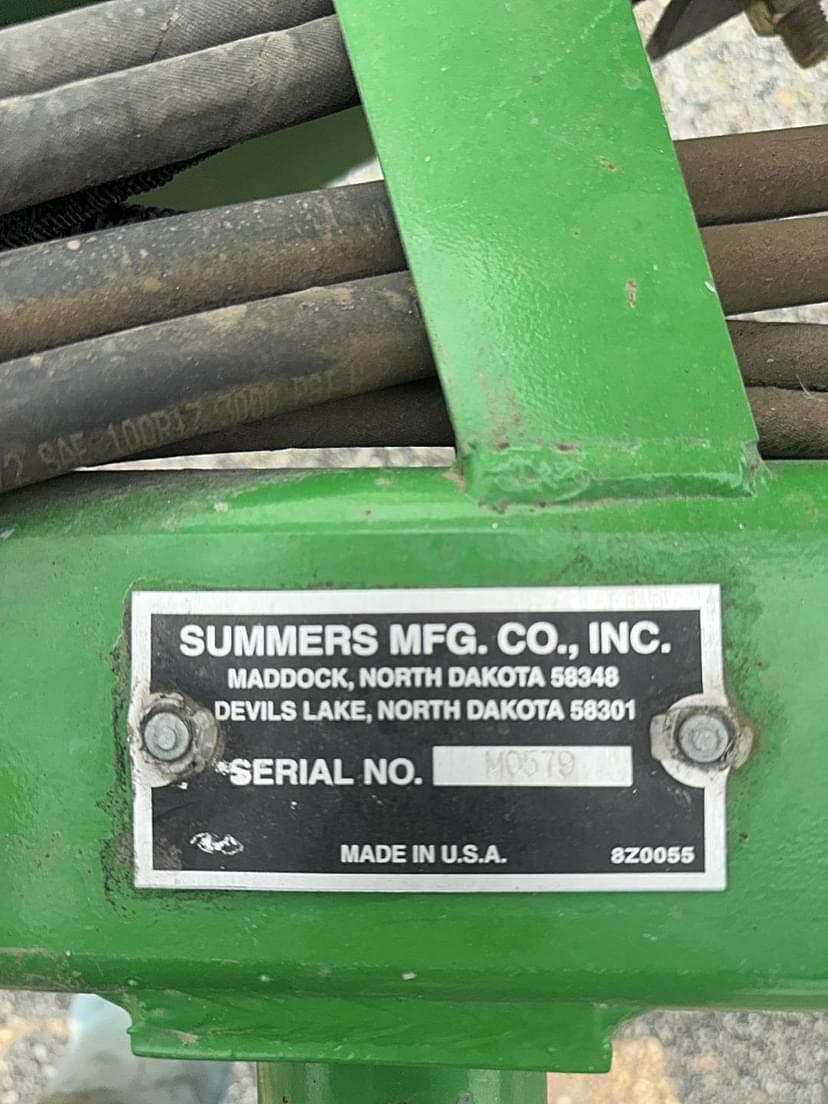 2 SAE 100R17 3000 PSI
SUMMERS MFG. CO., INC.
MADDOCK, NORTH DAKOTA 58348
DEVILS LAKE, NORTH DAKOTA 58301
SERIAL NO. M0579
MADE IN U.S.A. 8Z0055